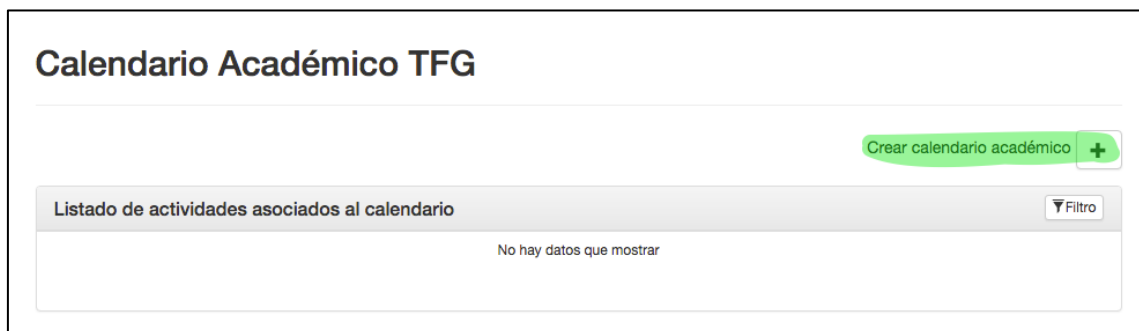 Calendario Académico TFG
Crear calendario académico
Listado de actividades asociados al calendario
Filtro
No hay datos que mostrar